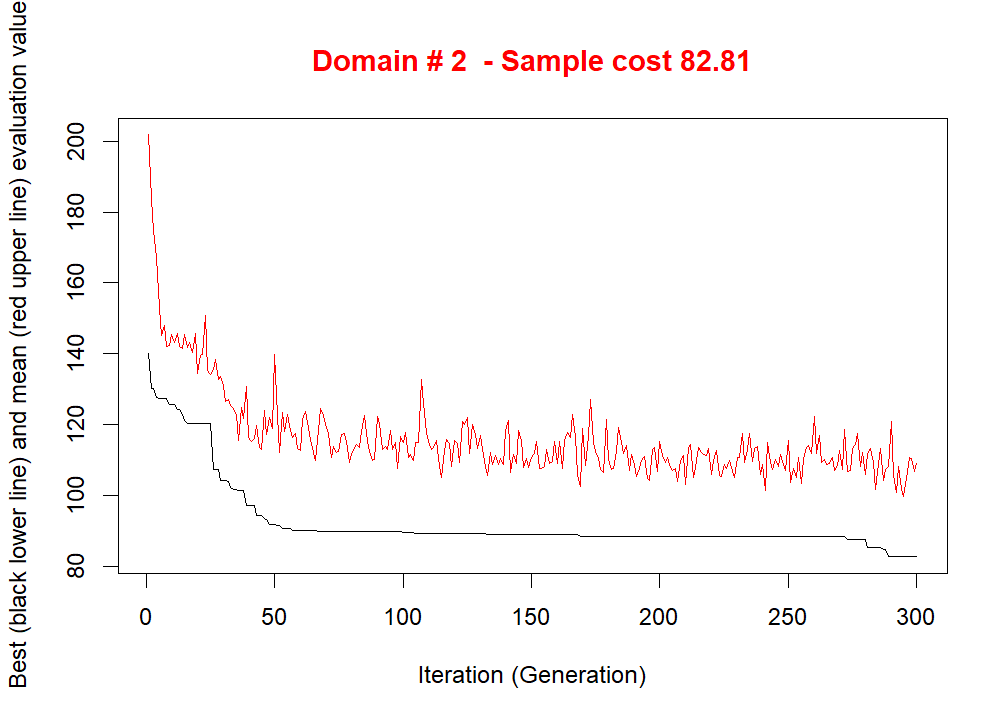 Domain # 2  - Sample cost 82.81
Best (black lower line) and mean (red upper line) evaluation value
200
180
160
140
120
100
80
0 50 100 150 200 250 300
Iteration (Generation)